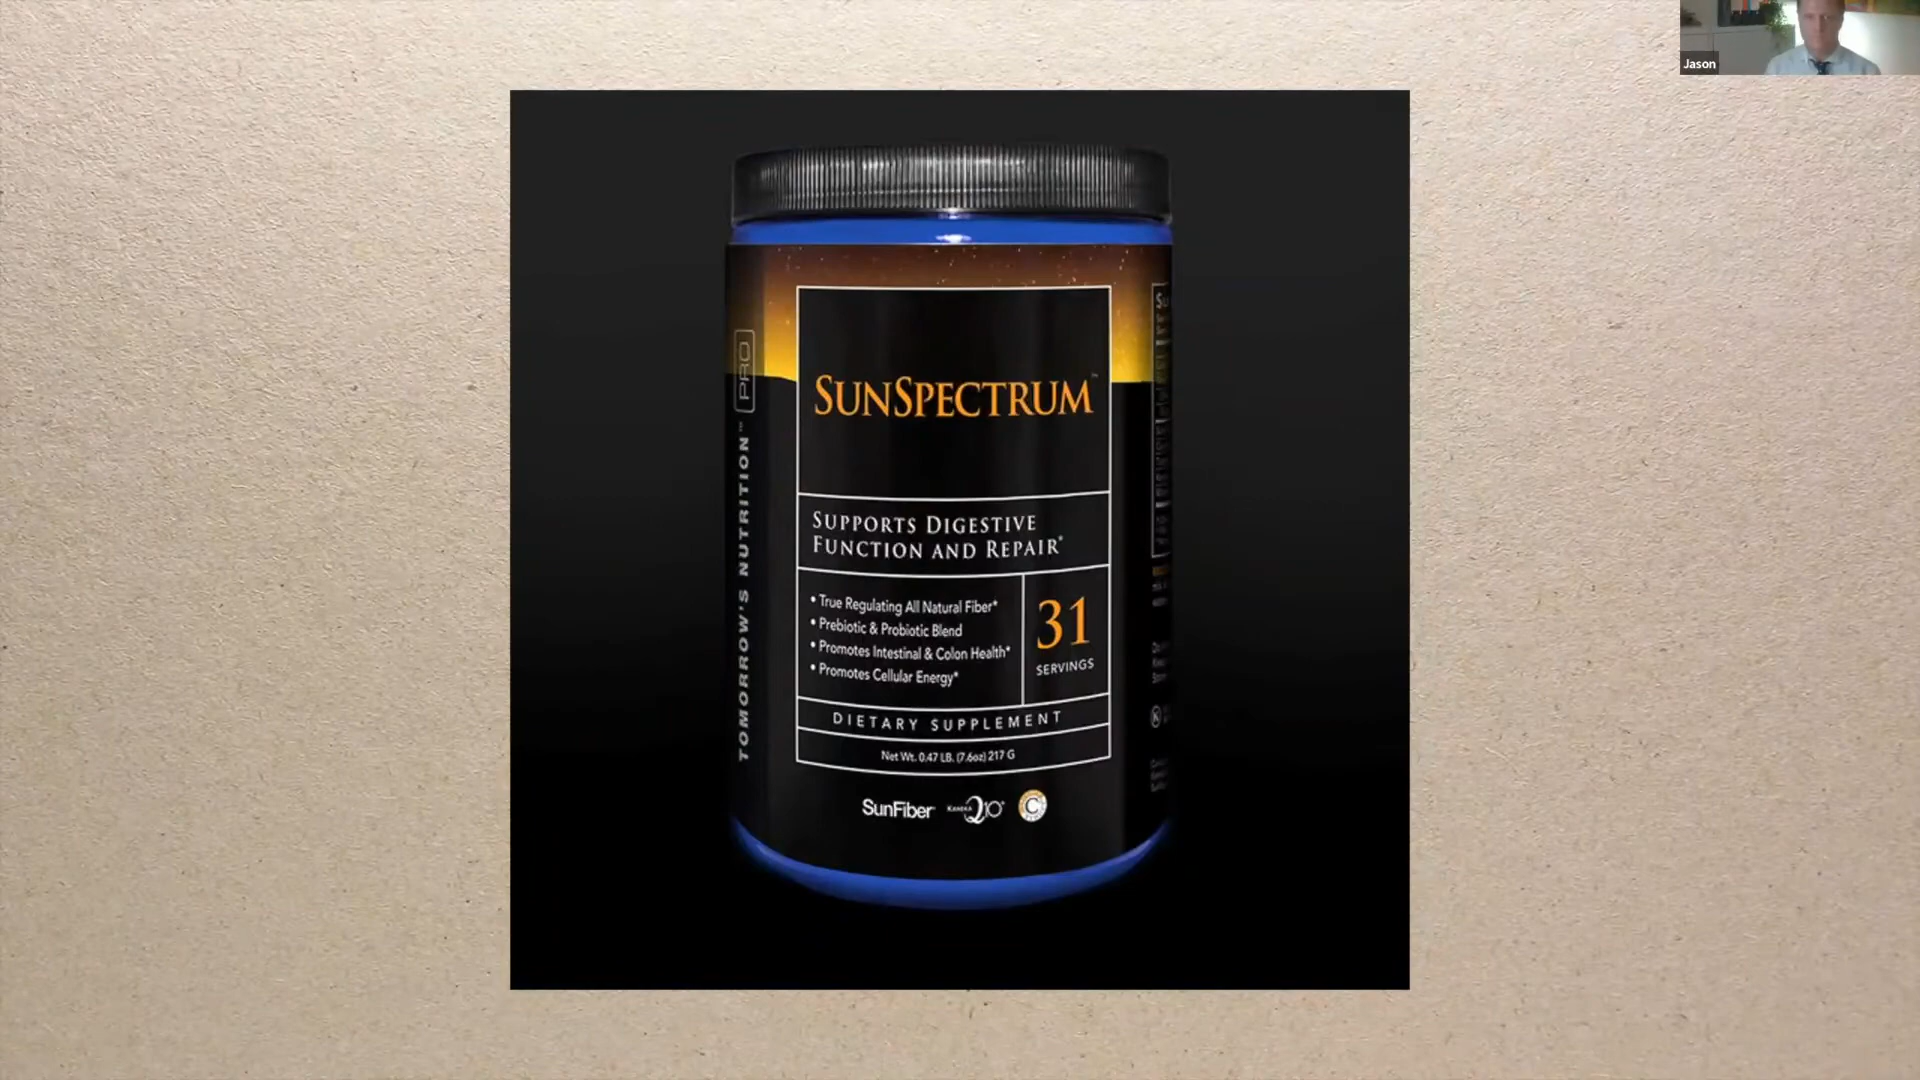 Jason
SUNSPECTRUM™
SUPPORTS DIGESTIVE
FUNCTION AND REPAIR*
• True Regulating All Natural Fiber*
• Prebiotic & Probiotic Blend
• Promotes Intestinal & Colon Health*
• Promotes Cellular Energy*
31
SERVINGS
DIETARY SUPPLEMENT
Net Wt. 0.47 LB. (7.6oz) 217 G
SunFiber
KANEKA Q10
TOMORROW'S NUTRITION™ PRO